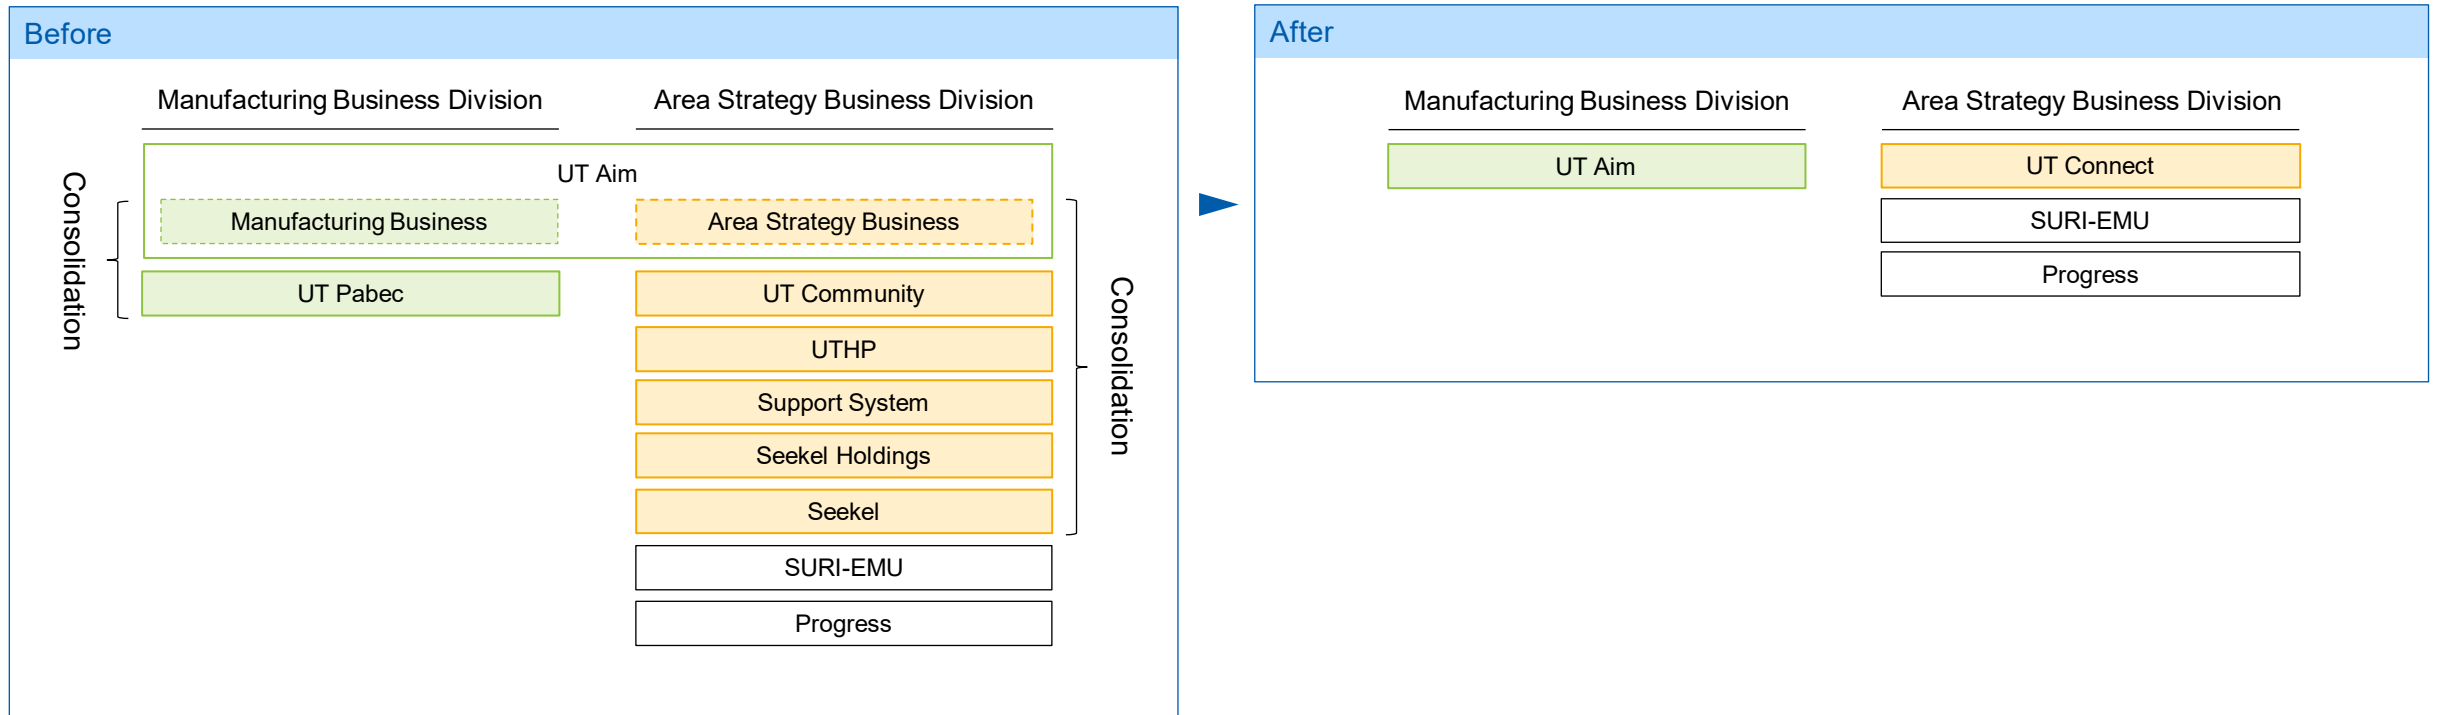 Before
Manufacturing Business Division
Area Strategy Business Division
UT Aim
Consolidation
Manufacturing Business
Area Strategy Business
UT Pabec
UT Community
UTHP
Support System
Seekel Holdings
Seekel
Consolidation
SURI-EMU
Progress
After
Manufacturing Business Division
Area Strategy Business Division
UT Aim
UT Connect
SURI-EMU
Progress